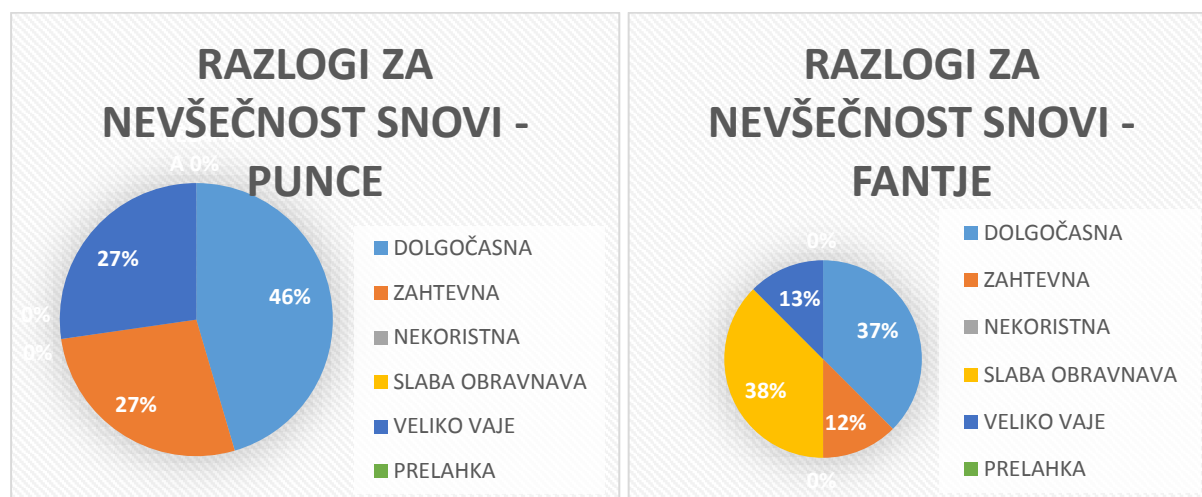 RAZLOGI ZA
NEVŠEČNOST SNOVI -
PUNCE
A 0%
27%
46%
0%
0%
27%
DOLGOČASNA
ZAHTEVNA
NEKORISTNA
SLABA OBRAVNAVA
VELIKO VAJE
PRELAHKA
RAZLOGI ZA
NEVŠEČNOST SNOVI -
FANTJE
0%
13%
37%
38%
12%
0%
DOLGOČASNA
ZAHTEVNA
NEKORISTNA
SLABA OBRAVNAVA
VELIKO VAJE
PRELAHKA